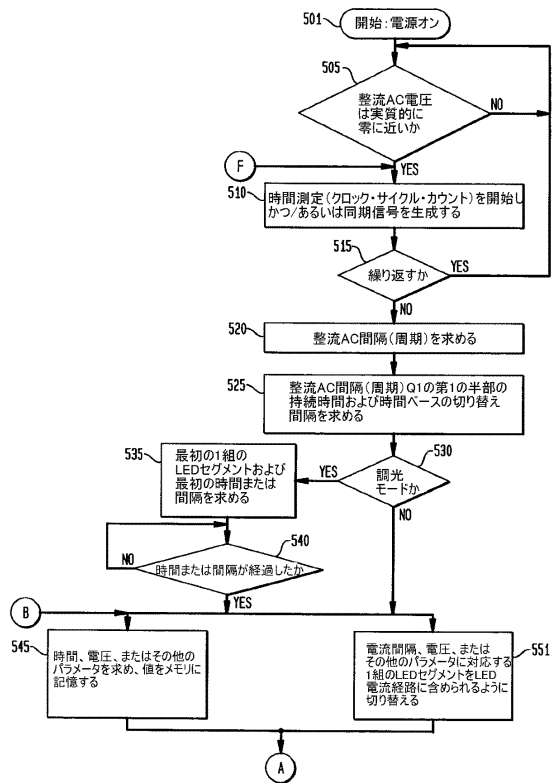 501
開始:電源オン
505
整流AC電圧
は実質的に
零に近いか
NO
F
YES
510
時間測定(クロック・サイクル・カウント)を開始し
かつ/あるいは同期信号を生成する
515
繰り返すか
YES
NO
520
整流AC間隔(周期)を求める
525
整流AC間隔(周期)Q1の第1の半部の
持続時間および時間ベースの切り替え
間隔を求める
530
調光
モードか
YES
NO
535
最初の1組の
LEDセグメントおよび
最初の時間または
間隔を求める
540
時間または間隔が経過したか
NO
YES
B
545
時間、電圧、またはその他の
パラメータを求め、値をメモリに
記憶する
551
電流間隔、電圧、または
その他のパラメータに対応する
1組のLEDセグメントをLED
電流経路に含められるように
切り替える
A